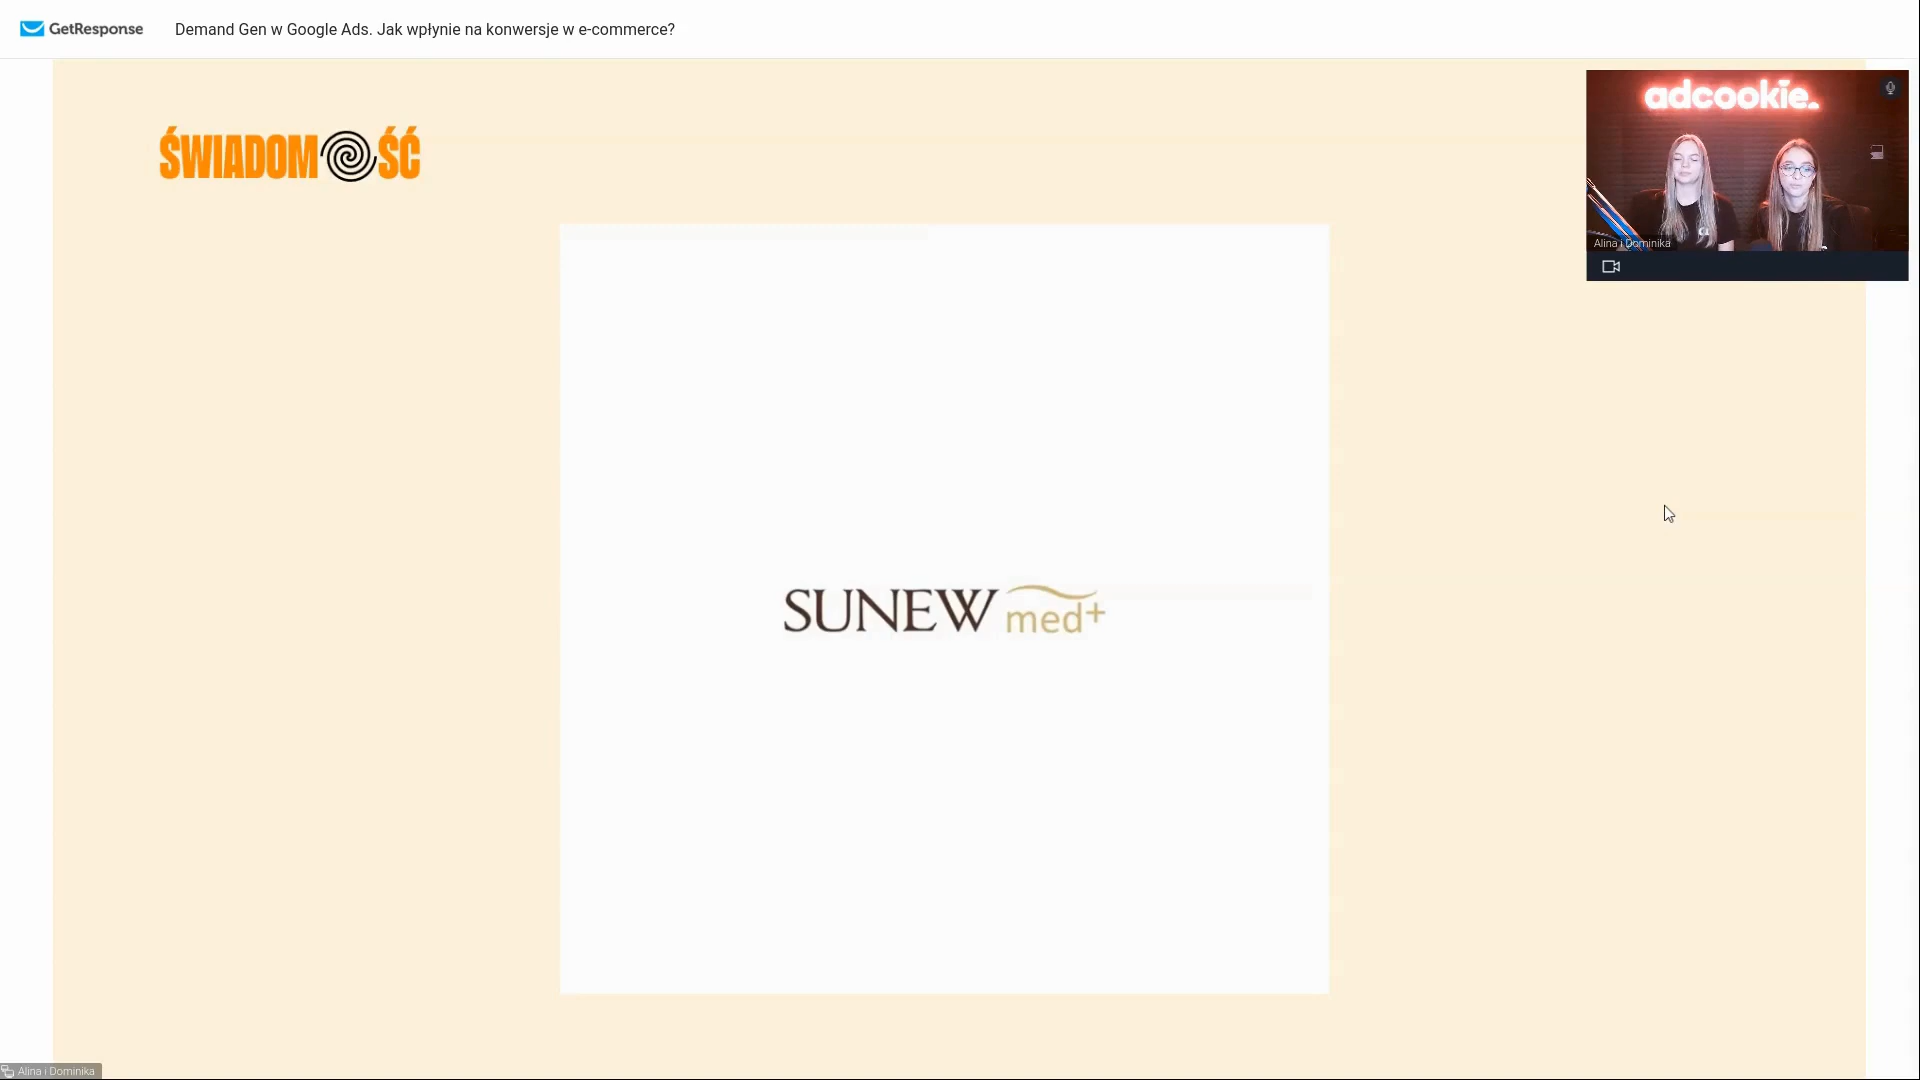 GetResponse
Demand Gen w Google Ads. Jak wpłynie na konwersje w e-commerce?
ŚWIADOMOŚĆ
adcookie.
Alina i Dominika
SUNEW med+
Alina i Dominika